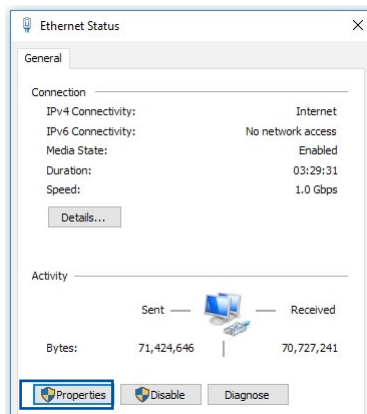 Ethernet Status
General
Connection
IPv4 Connectivity: Internet
IPv6 Connectivity: No network access
Media State: Enabled
Duration: 03:29:31
Speed: 1.0 Gbps
Details...
Activity
Sent Received
Bytes: 71,424,646 70,727,241
Properties Disable Diagnose